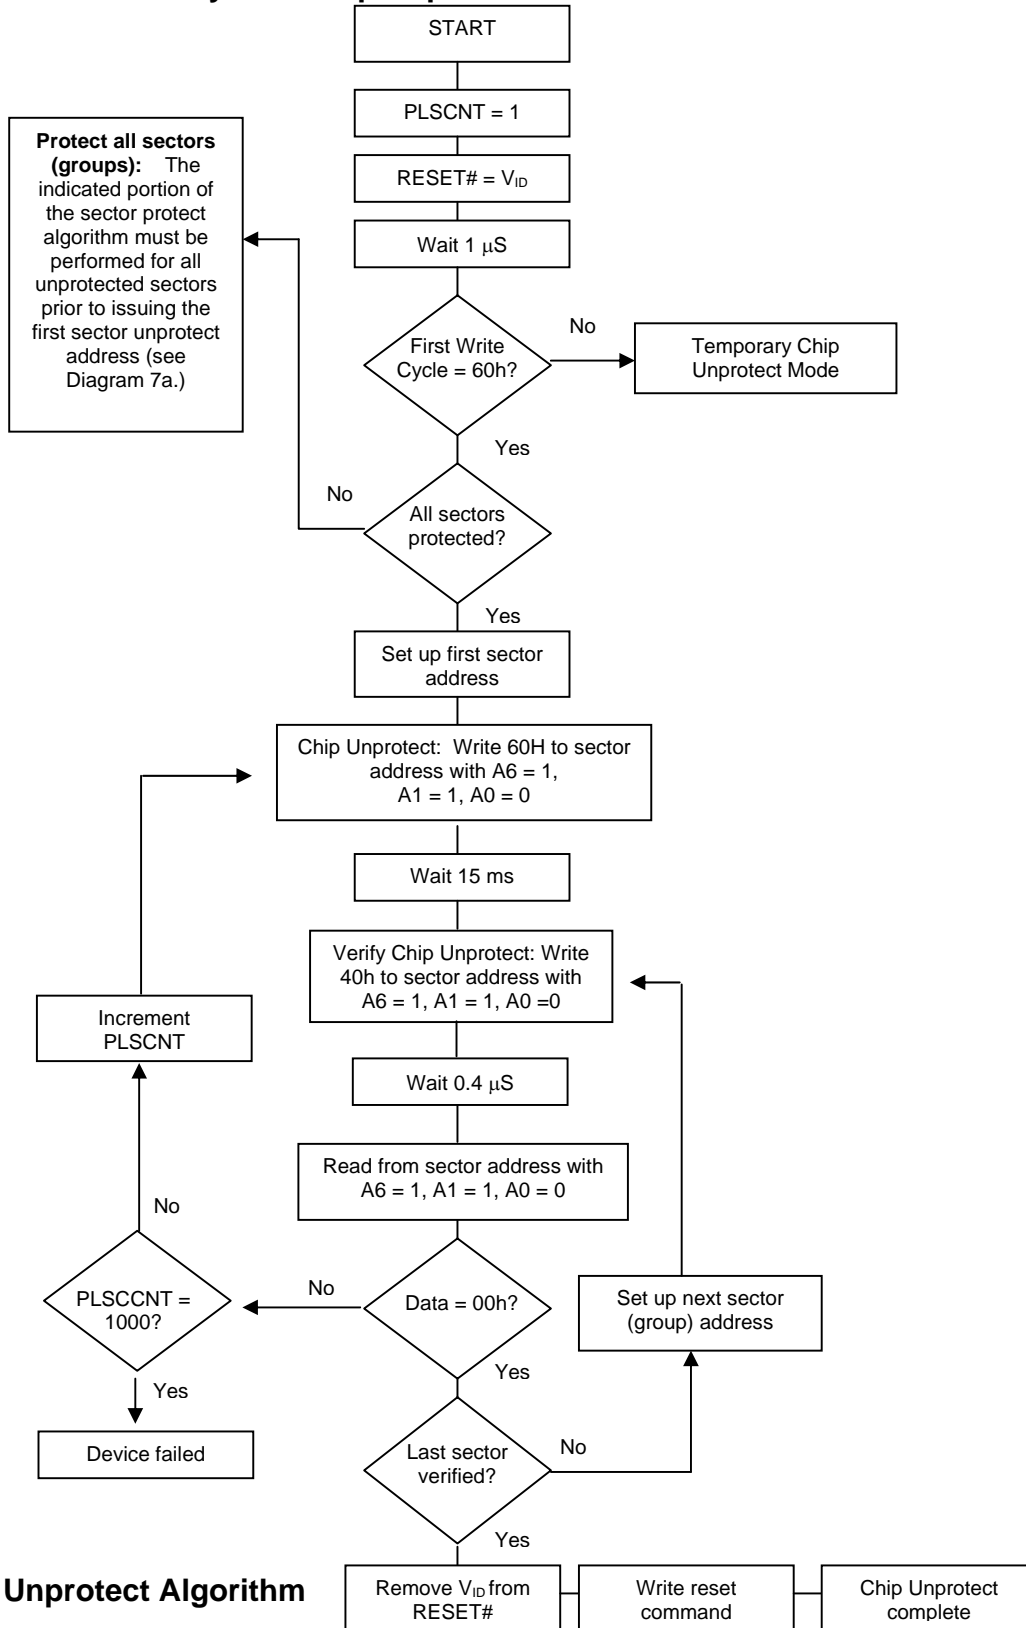 START
PLSCNT = 1
RESET# = VID
Wait 1 μS
Protect all sectors
(groups): The
indicated portion of
the sector protect
algorithm must be
performed for all
unprotected sectors
prior to issuing the
first sector unprotect
address (see
Diagram 7a.)
First Write
Cycle = 60h?
No
Temporary Chip
Unprotect Mode
Yes
No
All sectors
protected?
Yes
Set up first sector
address
Chip Unprotect: Write 60H to sector
address with A6 = 1,
A1 = 1, A0 = 0
Wait 15 ms
Verify Chip Unprotect: Write
40h to sector address with
A6 = 1, A1 = 1, A0 =0
Increment
PLSCNT
Wait 0.4 μS
Read from sector address with
A6 = 1, A1 = 1, A0 = 0
No
PLSCCNT =
1000?
No
Data = 00h?
Set up next sector
(group) address
Yes
Yes
Device failed
Last sector
verified?
No
Yes
Unprotect Algorithm
Remove VID from
RESET#
Write reset
command
Chip Unprotect
complete